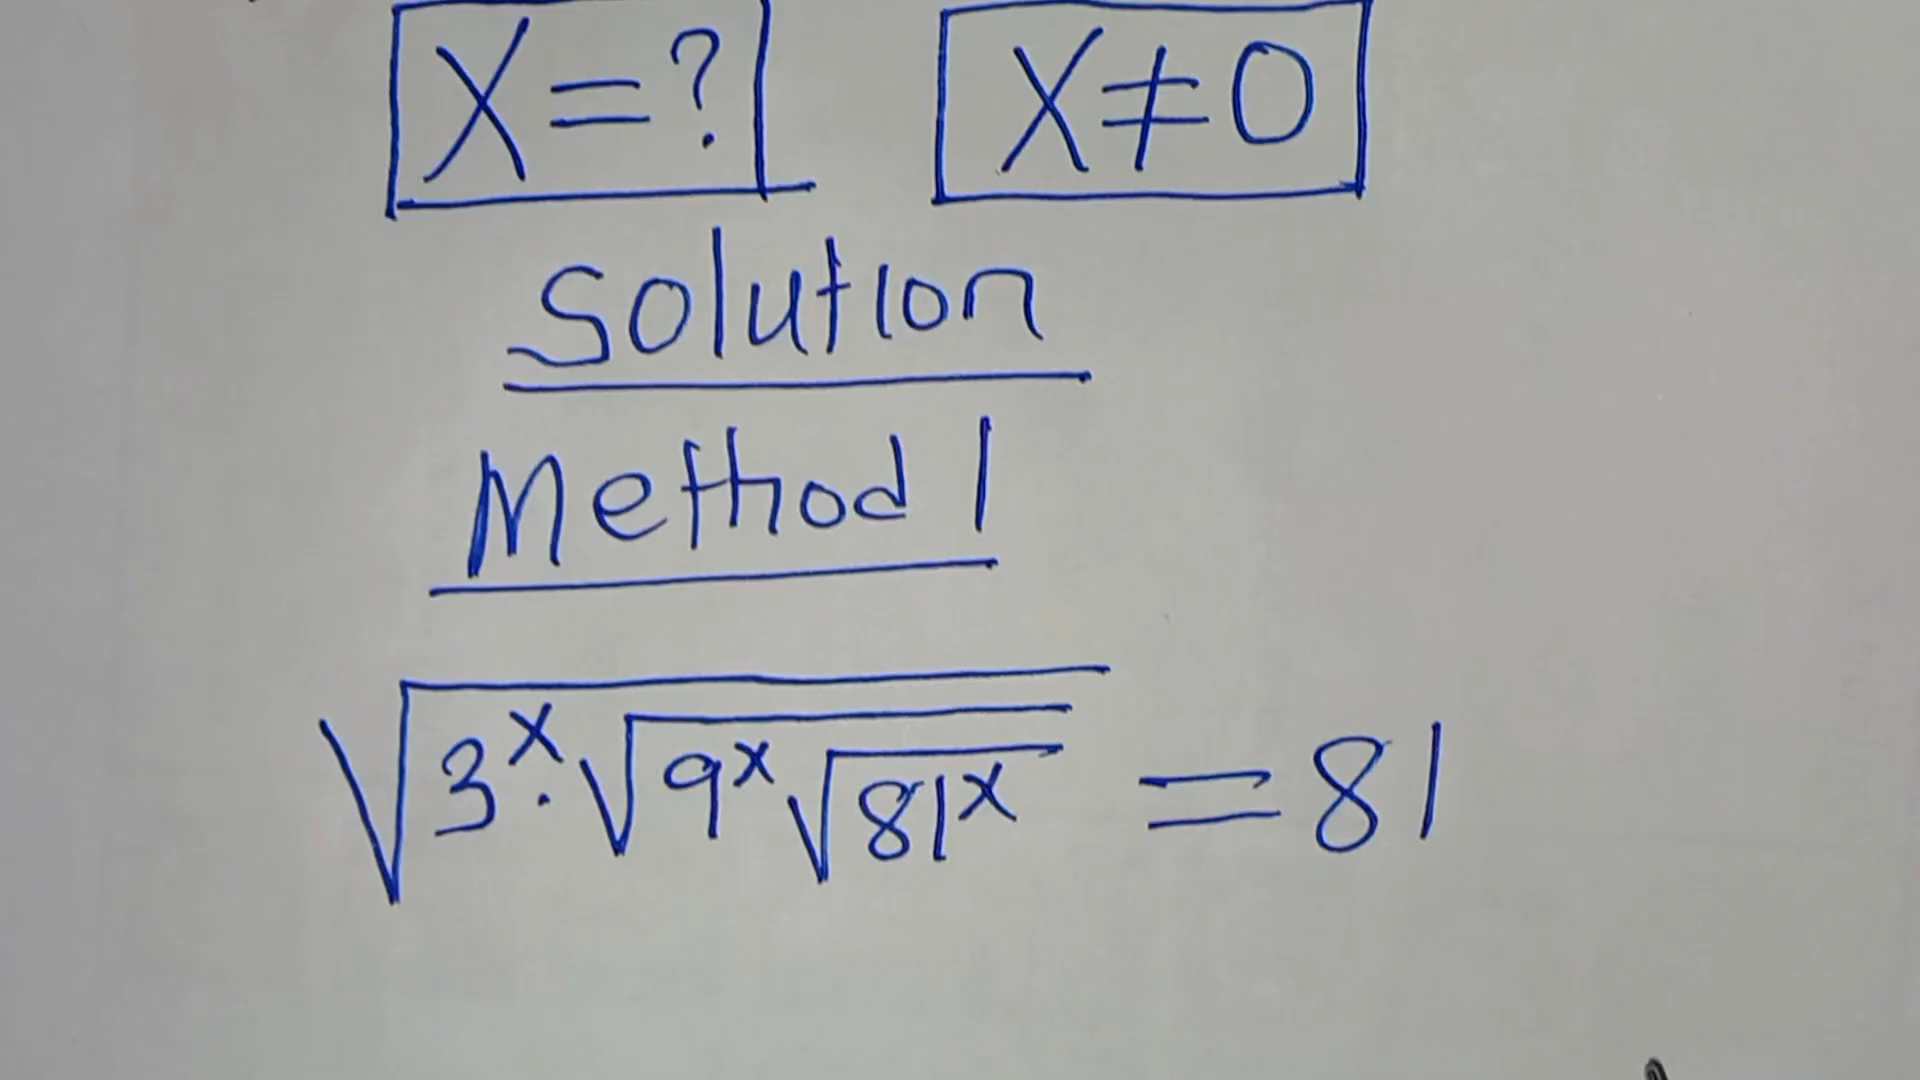 X=? X≠0
Solution
Method 1
√(3^x·√(9^x√(81^x))) = 81